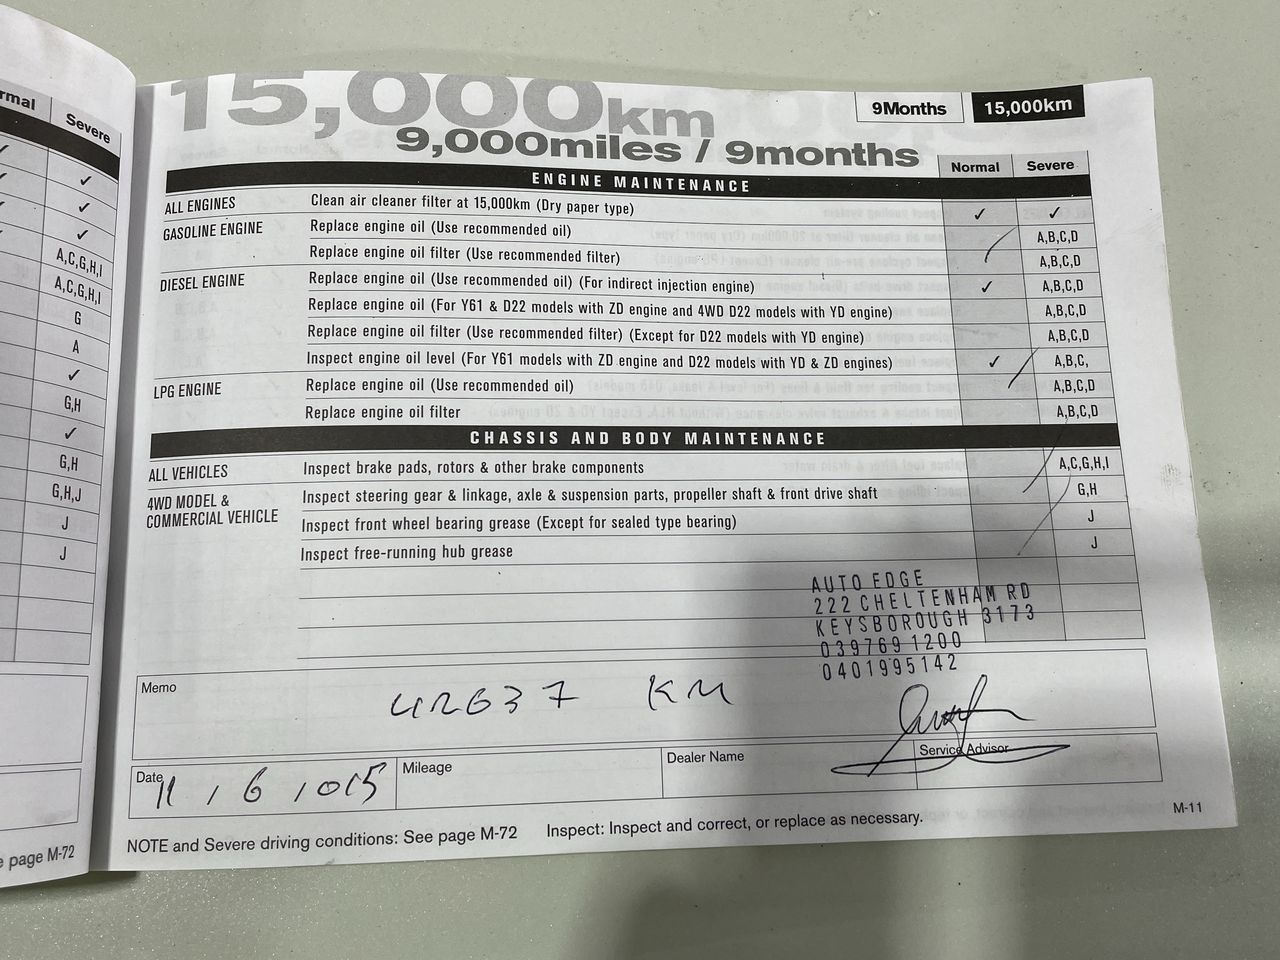 rmal Severe
✓ ✓
✓ ✓
✓ ✓
A,C,G,H,I
A,C,G,H,I
G
A
✓
G,H
✓
G,H
G,H,J
J
J
page M-72
15,000km
9,000miles / 9months
9Months 15,000km
Normal Severe
ENGINE MAINTENANCE
ALL ENGINES Clean air cleaner filter at 15,000km (Dry paper type) ✓ ✓
GASOLINE ENGINE Replace engine oil (Use recommended oil) A,B,C,D
Replace engine oil filter (Use recommended filter) A,B,C,D
DIESEL ENGINE Replace engine oil (Use recommended oil) (For indirect injection engine) ✓ A,B,C,D
Replace engine oil (For Y61 & D22 models with ZD engine and 4WD D22 models with YD engine) A,B,C,D
Replace engine oil filter (Use recommended filter) (Except for D22 models with YD engine) A,B,C,D
Inspect engine oil level (For Y61 models with ZD engine and D22 models with YD & ZD engines) ✓ A,B,C,
LPG ENGINE Replace engine oil (Use recommended oil) A,B,C,D
Replace engine oil filter A,B,C,D
CHASSIS AND BODY MAINTENANCE
ALL VEHICLES Inspect brake pads, rotors & other brake components A,C,G,H,I
4WD MODEL & COMMERCIAL VEHICLE Inspect steering gear & linkage, axle & suspension parts, propeller shaft & front drive shaft G,H
Inspect front wheel bearing grease (Except for sealed type bearing) J
Inspect free-running hub grease J
AUTO EDGE
222 CHELTENHAM RD
KEYSBOROUGH 3173
039769 1200
0401995142
Memo
42637 KM
Date 11 / 6 / Mileage Dealer Name Service Advisor
NOTE and Severe driving conditions: See page M-72 Inspect: Inspect and correct, or replace as necessary.
M-11